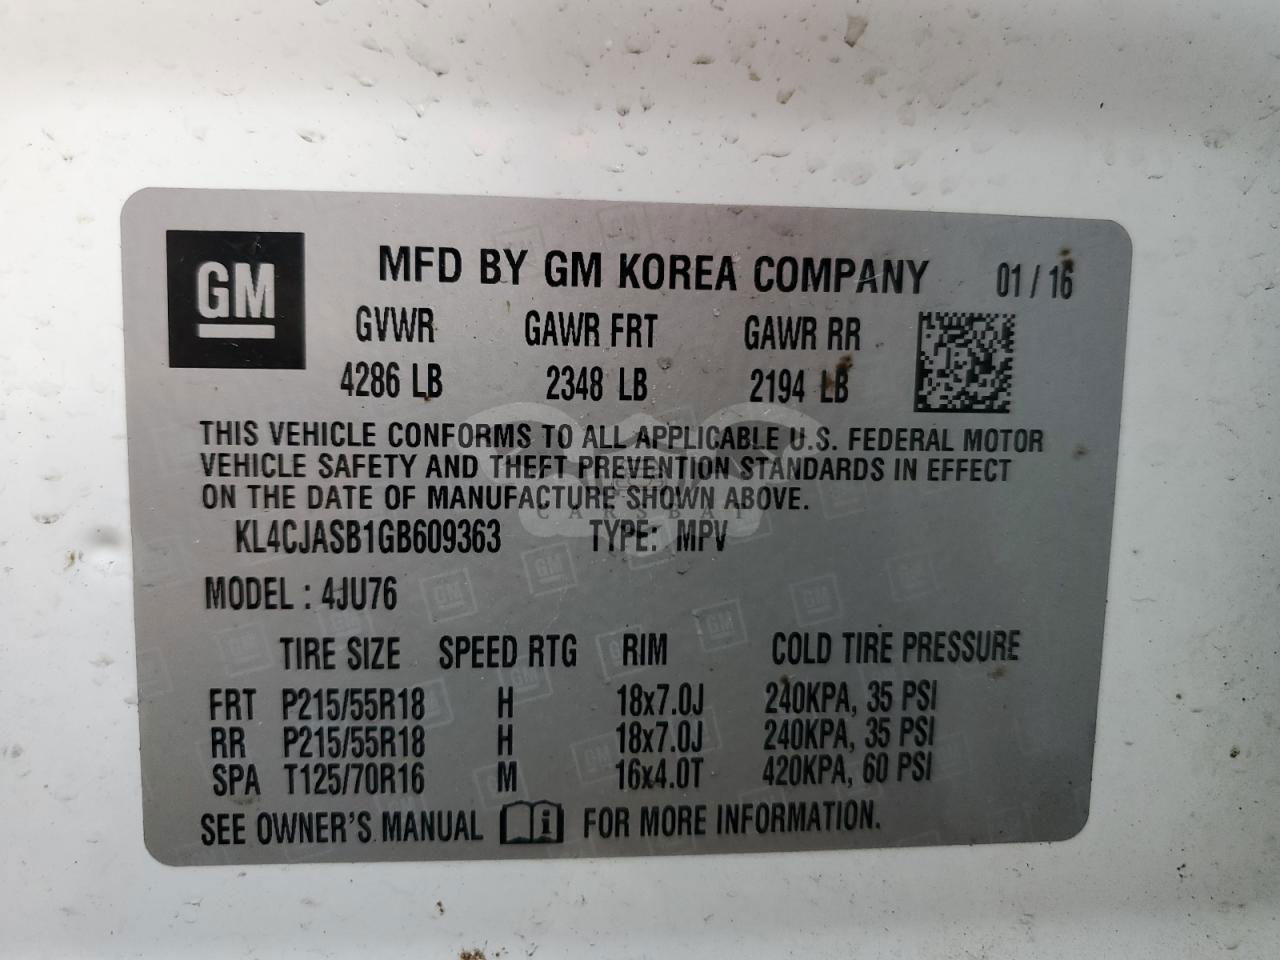 GM
MFD BY GM KOREA COMPANY 01 / 16
GVWR GAWR FRT GAWR RR
4286 LB 2348 LB 2194 LB
THIS VEHICLE CONFORMS TO ALL APPLICABLE U.S. FEDERAL MOTOR
VEHICLE SAFETY AND THEFT PREVENTION STANDARDS IN EFFECT
ON THE DATE OF MANUFACTURE SHOWN ABOVE.
CARSBAT
KL4CJASB1GB609363 TYPE: MPV
MODEL : 4JU76
TIRE SIZE SPEED RTG RIM COLD TIRE PRESSURE
FRT P215/55R18 H 18x7.0J 240KPA, 35 PSI
RR P215/55R18 H 18x7.0J 240KPA, 35 PSI
SPA T125/70R16 M 16x4.0T 420KPA, 60 PSI
SEE OWNER'S MANUAL i FOR MORE INFORMATION.